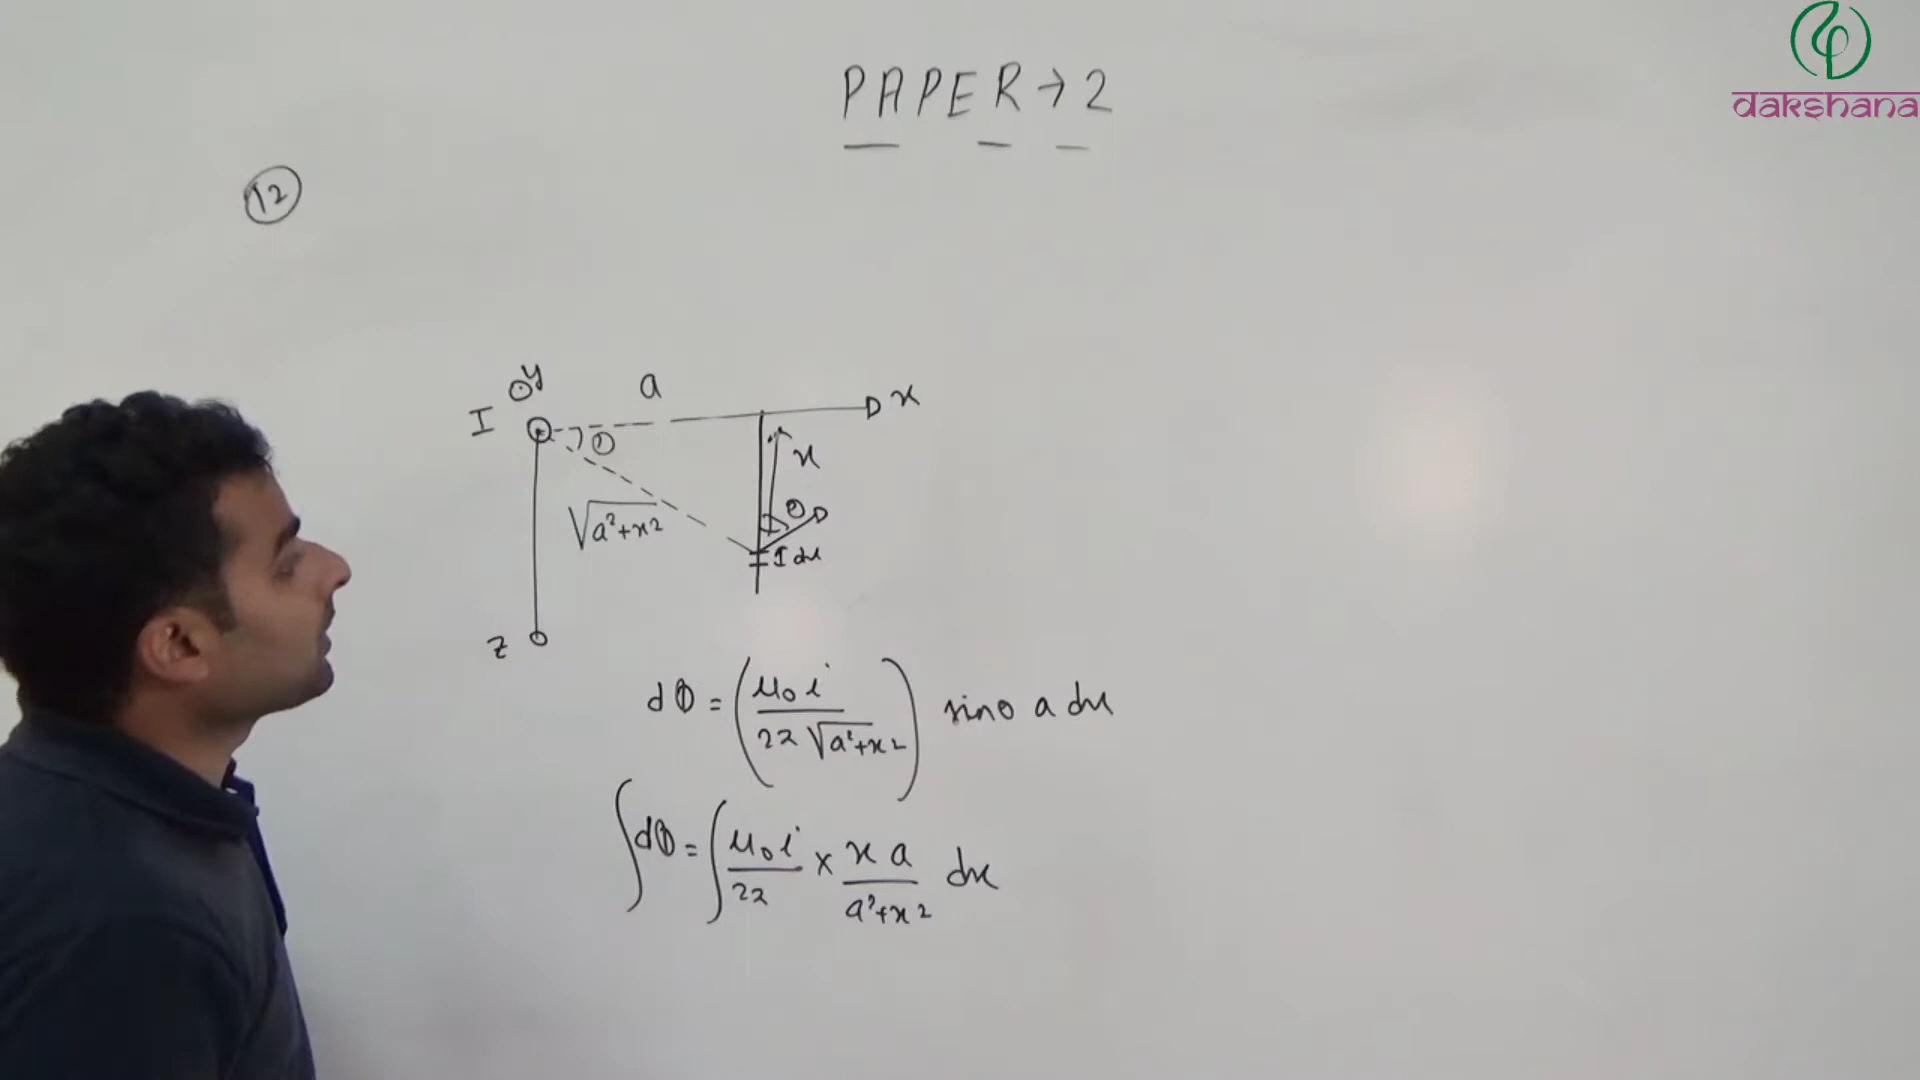 dakshana
PAPER → 2
12
I ⊙y a x
θ
x
√a²+x² θ
I dx
z
dΦ = (μ₀i / 2π √a²+x²) sinθ a dx
∫dΦ = ∫ μ₀i / 2π × x a / a²+x² dx